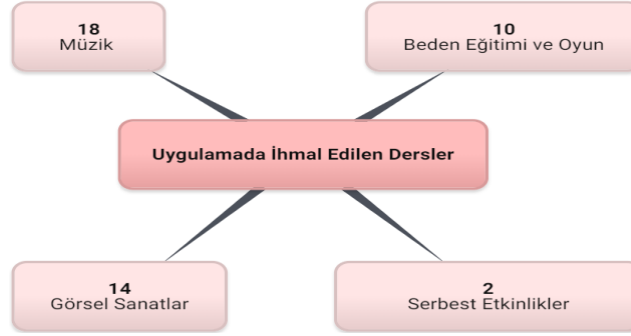 18
Müzik
10
Beden Eğitimi ve Oyun
Uygulamada İhmal Edilen Dersler
14
Görsel Sanatlar
2
Serbest Etkinlikler